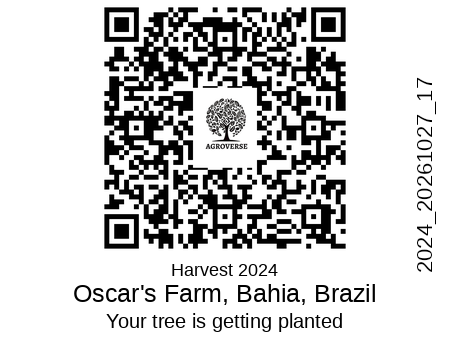 AGROVERSE
2024_20261027_17
Harvest 2024
Oscar's Farm, Bahia, Brazil
Your tree is getting planted